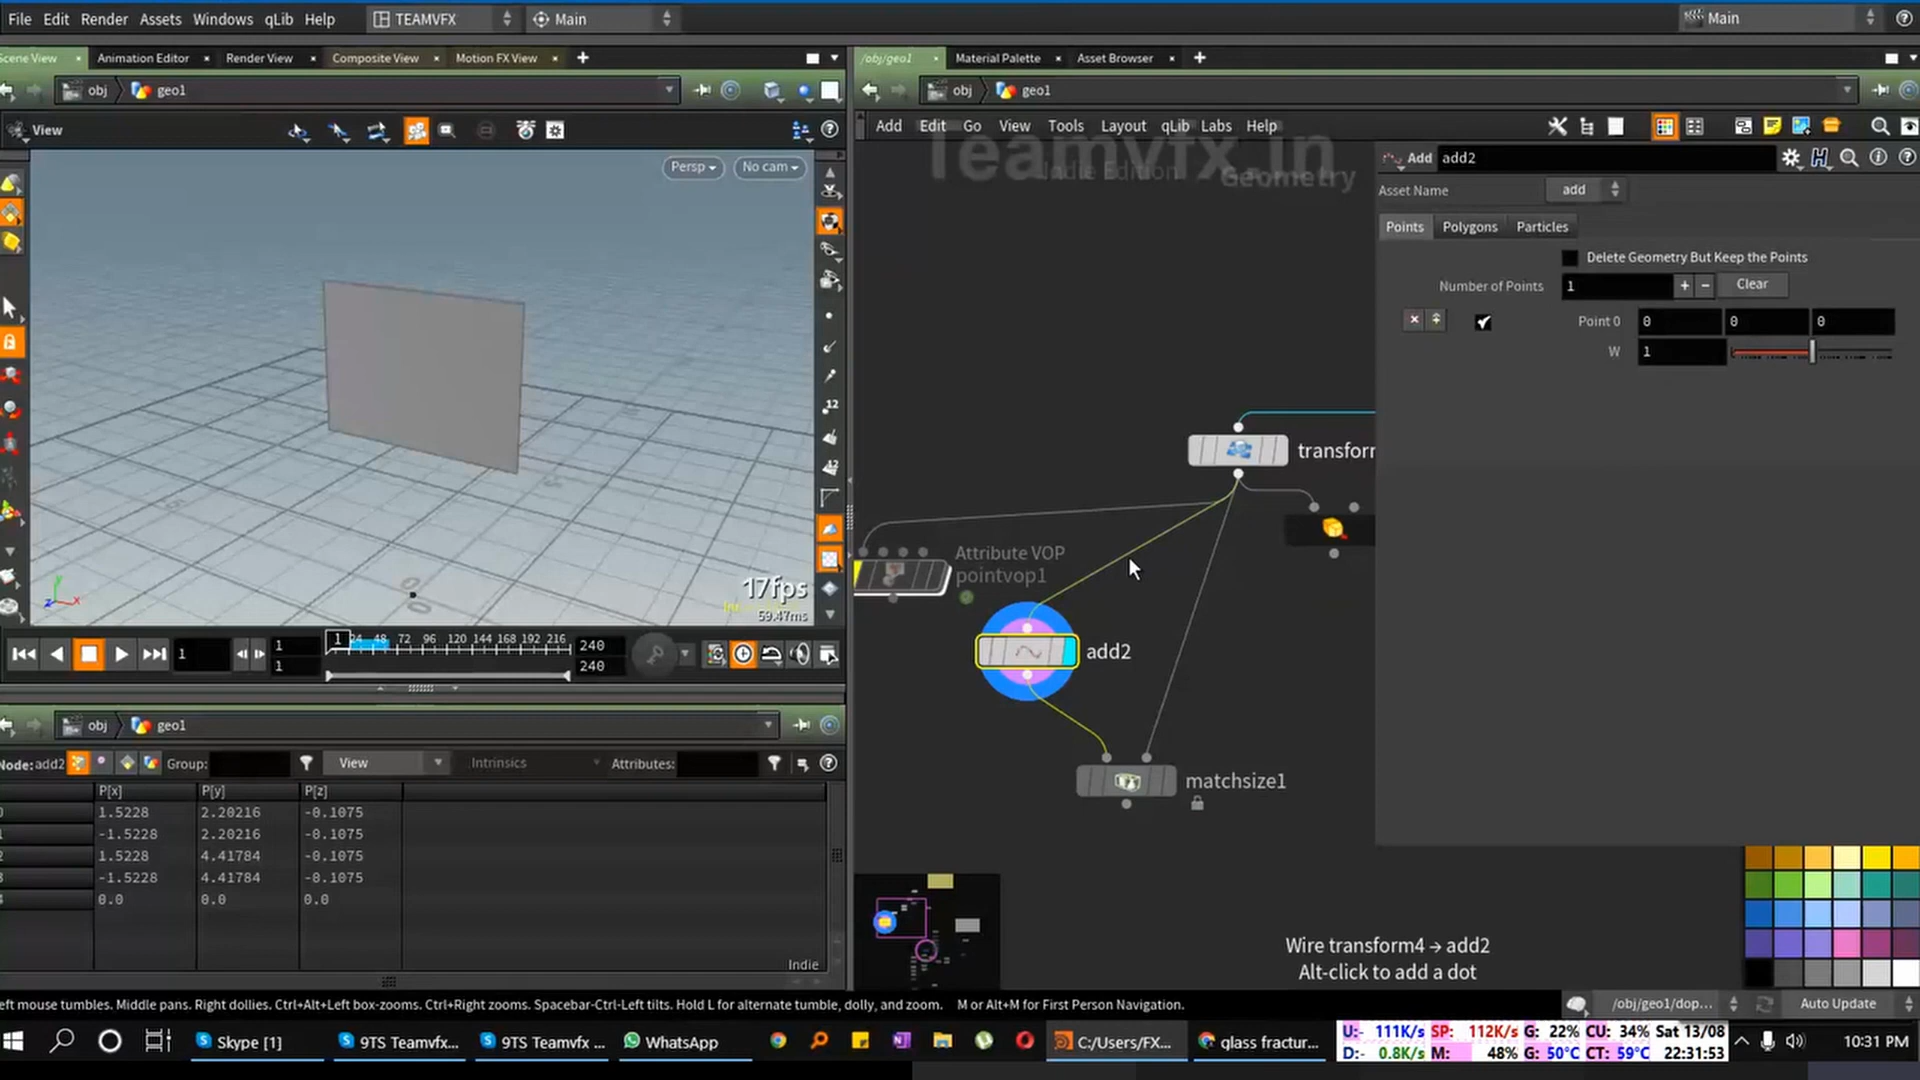 File Edit Render Assets Windows qLib Help TEAMVFX Main Main
Scene View Animation Editor Render View Composite View Motion FX View
/obj/geo1 Material Palette Asset Browser
obj geo1
obj geo1
View
Persp No cam
17fps
59.47ms
Add Edit Go View Tools Layout qLib Labs Help
Teamvfx.in
Indie Edition Geometry
Add add2
Asset Name add
Points Polygons Particles
Delete Geometry But Keep the Points
Number of Points 1 + − Clear
Point 0 0 0 0
W 1
transform
Attribute VOP
pointvop1
add2
matchsize1
Wire transform4 → add2
Alt-click to add a dot
1 1 1 1 24 48 72 96 120 144 168 192 216 240 240
obj geo1
Node: add2 Group: View Intrinsics Attributes:
P[x] P[y] P[z]
1.5228 2.20216 -0.1075
-1.5228 2.20216 -0.1075
1.5228 4.41784 -0.1075
-1.5228 4.41784 -0.1075
0.0 0.0 0.0
Indie
eft mouse tumbles. Middle pans. Right dollies. Ctrl+Alt+Left box-zooms. Ctrl+Right zooms. Spacebar-Ctrl-Left tilts. Hold L for alternate tumble, dolly, and zoom. M or Alt+M for First Person Navigation.
/obj/geo1/dop... Auto Update
Skype [1] 9TS Teamvfx... 9TS Teamvfx ... WhatsApp C:/Users/FX... glass fractur...
U:- 111K/s SP: 112K/s G: 22% CU: 34% Sat 13/08
D:- 0.8K/s M: 48% G: 50°C CT: 59°C 22:31:53
10:31 PM